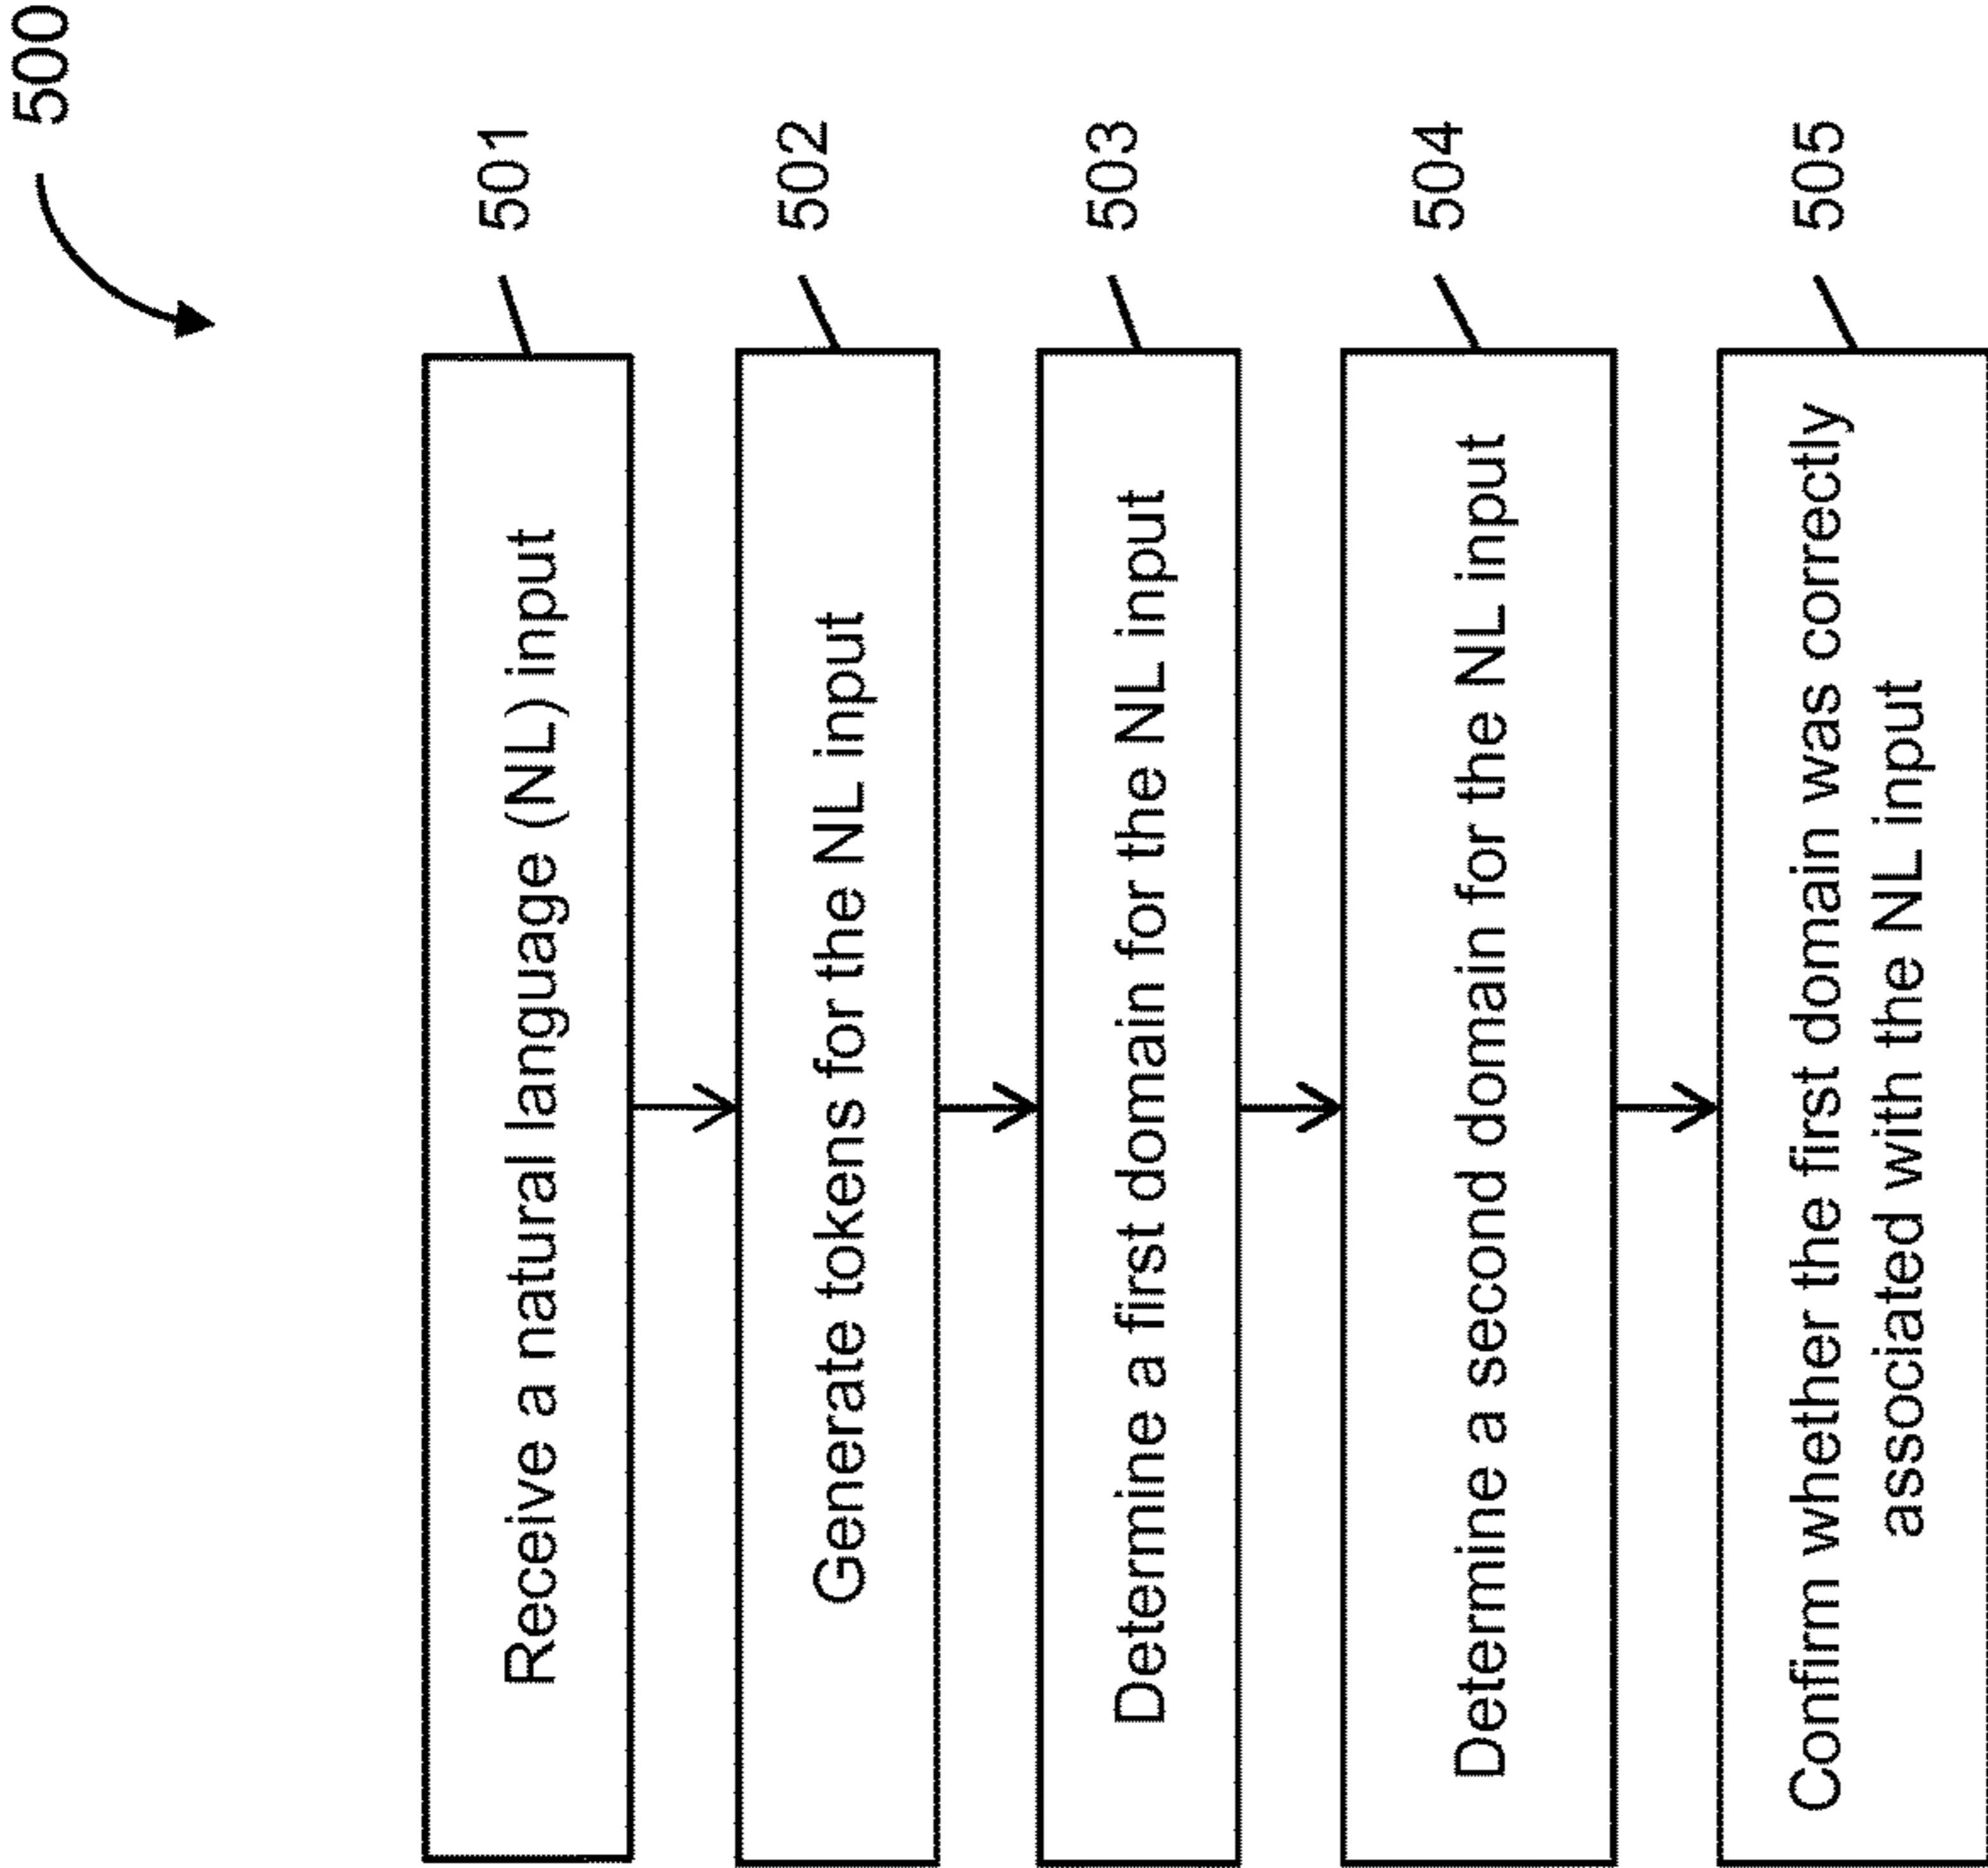 500
Receive a natural language (NL) input
501
Generate tokens for the NL input
502
Determine a first domain for the NL input
503
Determine a second domain for the NL input
504
Confirm whether the first domain was correctly
associated with the NL input
505